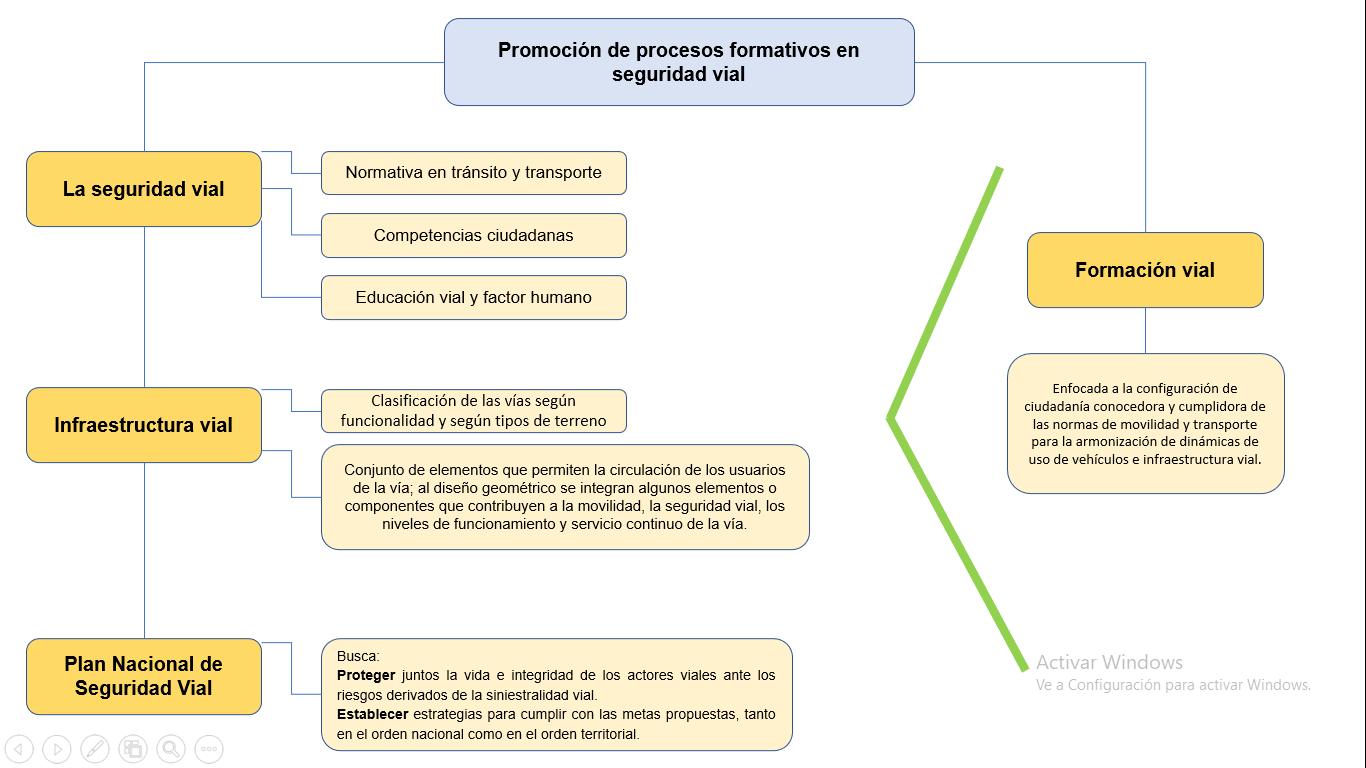 Promoción de procesos formativos en
seguridad vial
La seguridad vial
Normativa en tránsito y transporte
Competencias ciudadanas
Educación vial y factor humano
Formación vial
Enfocada a la configuración de
ciudadanía conocedora y cumplidora de
las normas de movilidad y transporte
para la armonización de dinámicas de
uso de vehículos e infraestructura vial.
Infraestructura vial
Clasificación de las vías según
funcionalidad y según tipos de terreno
Conjunto de elementos que permiten la circulación de los usuarios
de la vía; al diseño geométrico se integran algunos elementos o
componentes que contribuyen a la movilidad, la seguridad vial, los
niveles de funcionamiento y servicio continuo de la vía.
Plan Nacional de
Seguridad Vial
Busca:
Proteger juntos la vida e integridad de los actores viales ante los
riesgos derivados de la siniestralidad vial.
Establecer estrategias para cumplir con las metas propuestas, tanto
en el orden nacional como en el orden territorial.
Activar Windows
Ve a Configuración para activar Windows.